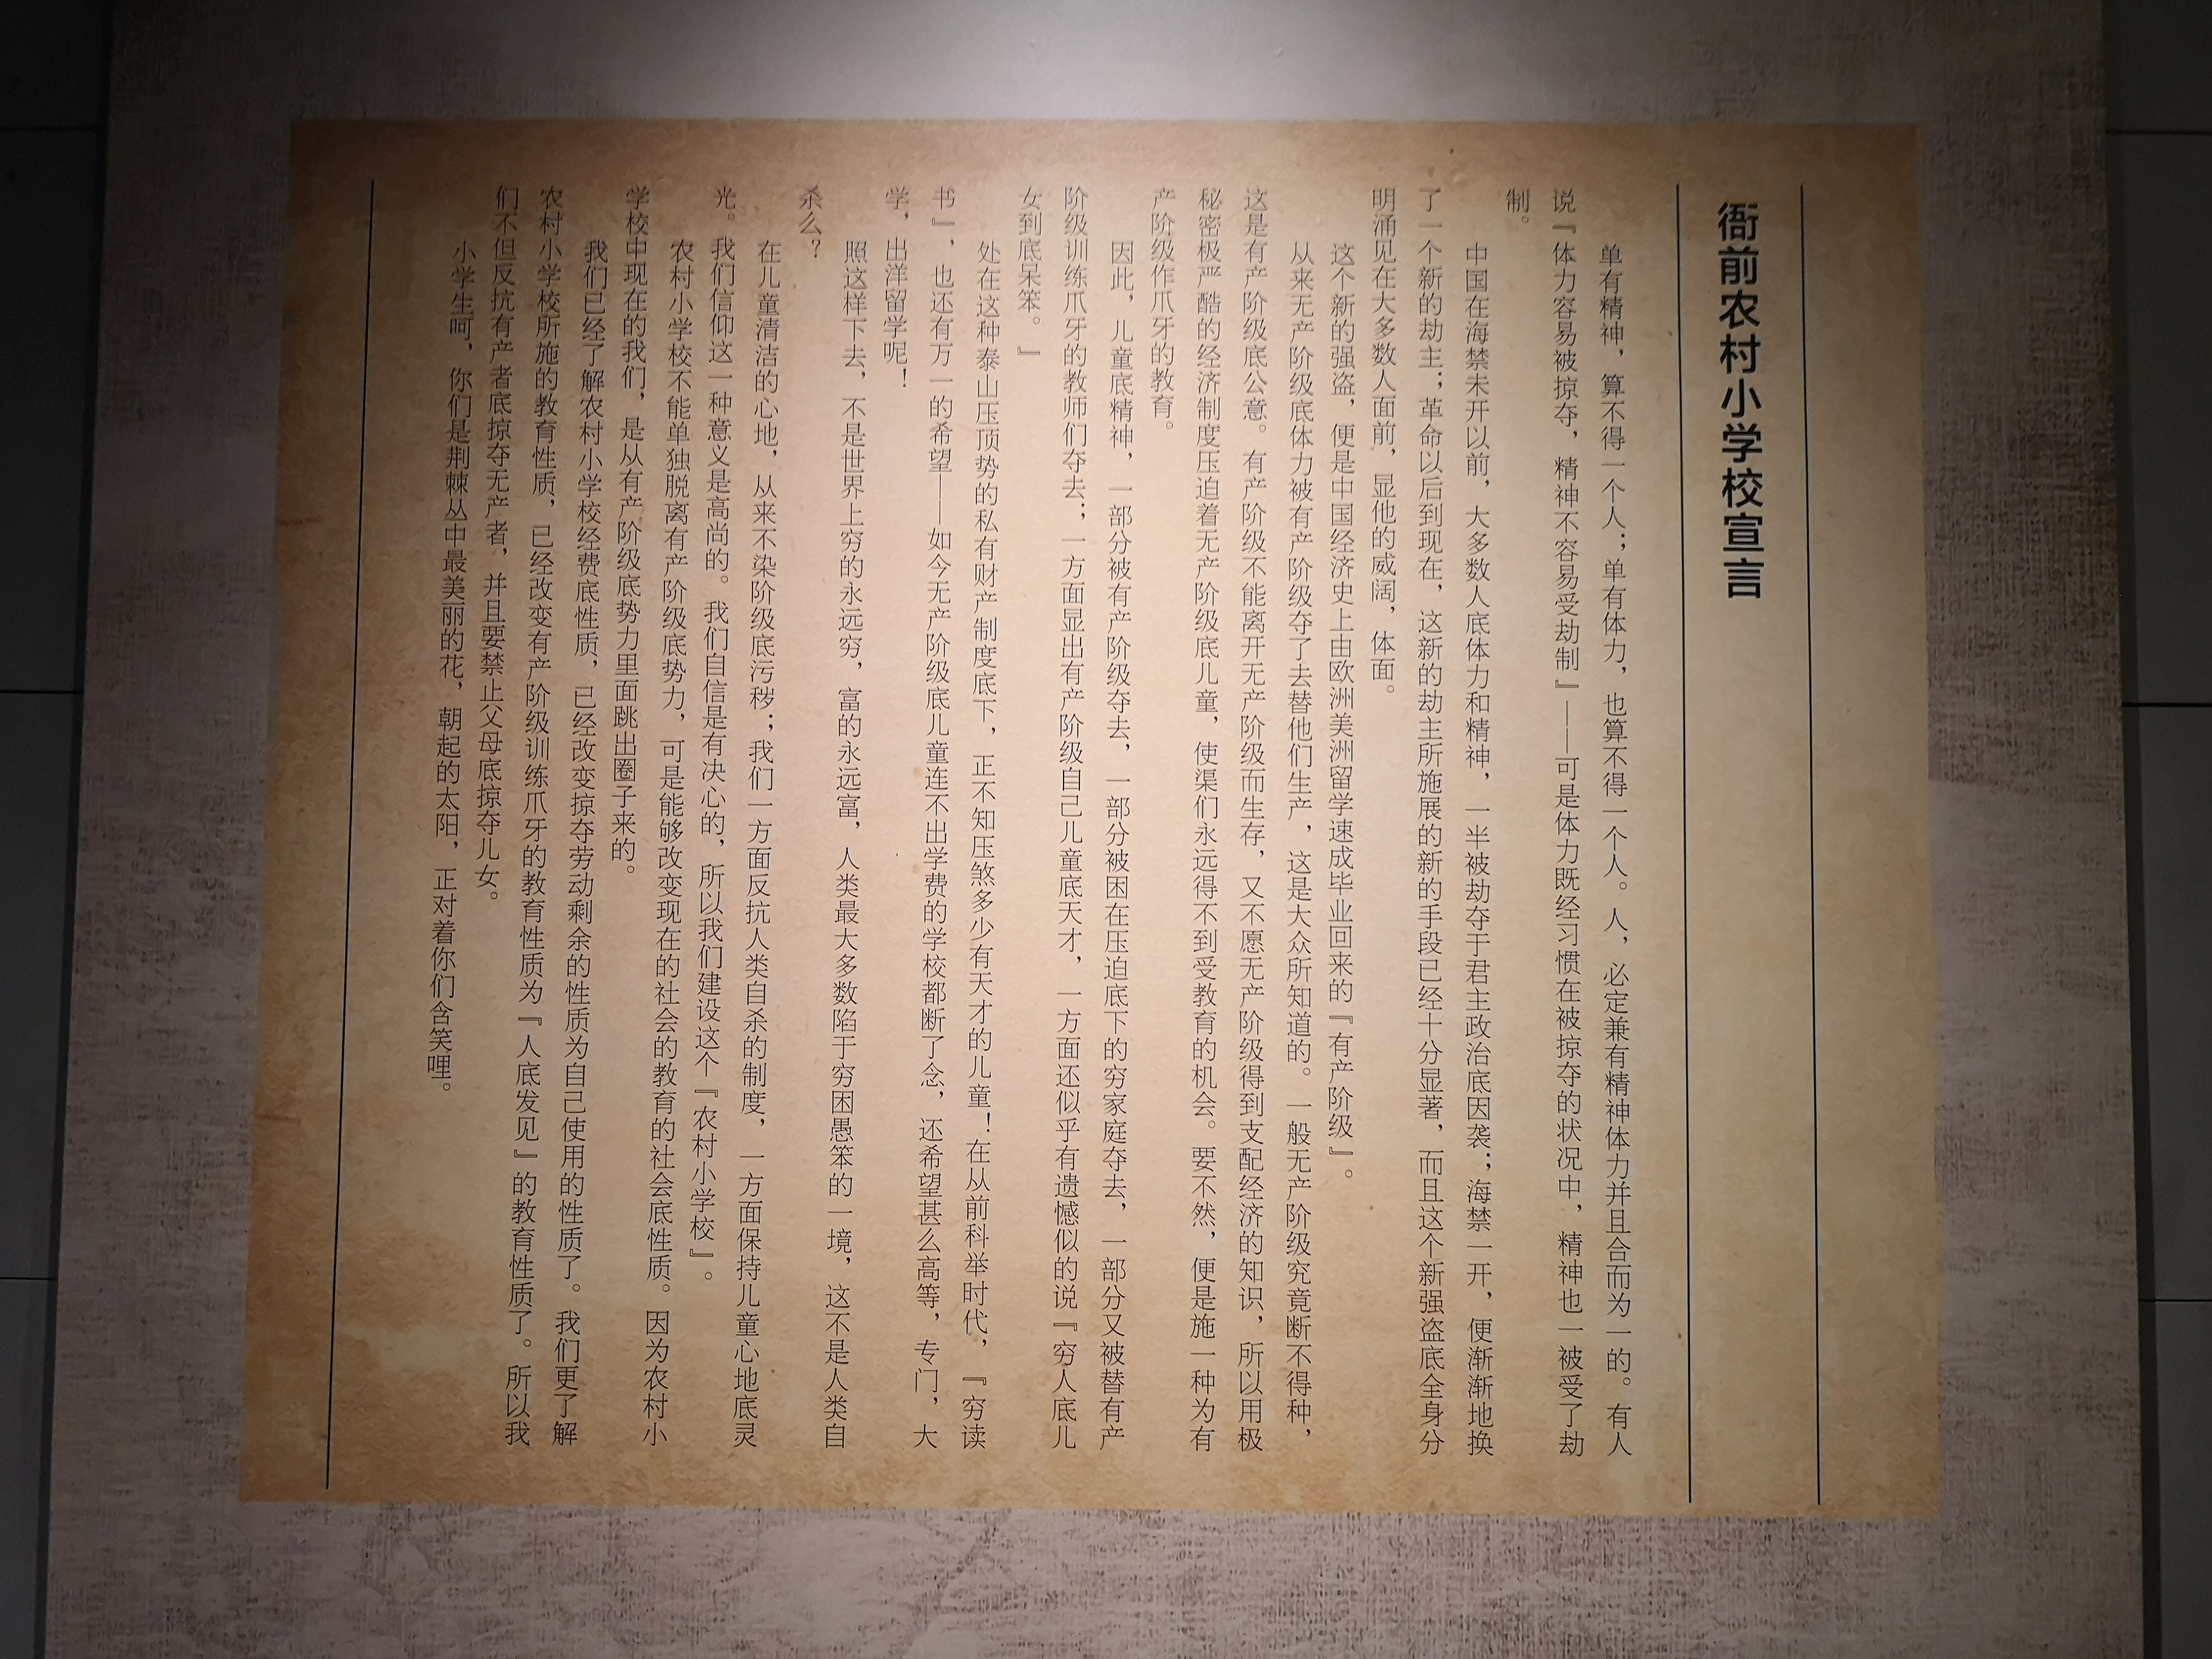 衙前农村小学校宣言
单有精神，算不得一个人；单有体力，也算不得一个人。人，必定兼有精神体力并且合而为一的。有人
说『体力容易被掠夺，精神不容易受劫制』——可是体力既经习惯在被掠夺的状况中，精神也一被受了劫
制。
中国在海禁未开以前，大多数人底体力和精神，一半被劫夺于君主政治底因袭；海禁一开，便渐渐地换
了一个新的劫主；革命以后到现在，这新的劫主所施展的新的手段已经十分显著，而且这个新强盗底全身分
明涌见在大多数人面前，显他的威阔，体面。
这个新的强盗，便是中国经济史上由欧洲美洲留学速成毕业回来的『有产阶级』。
从来无产阶级底体力被有产阶级夺了去替他们生产，这是大众所知道的。一般无产阶级究竟断不得种，
这是有产阶级底公意。有产阶级不能离开无产阶级而生存，又不愿无产阶级得到支配经济的知识，所以用极
秘密极严酷的经济制度压迫着无产阶级底儿童，使渠们永远得不到受教育的机会。要不然，便是施一种为有
产阶级作爪牙的教育。
因此，儿童底精神，一部分被有产阶级夺去，一部分被困在压迫底下的穷家庭夺去，一部分又被替有产
阶级训练爪牙的教师们夺去；一方面显出有产阶级自己儿童底天才，一方面还似乎有遗憾似的说『穷人底儿
女到底呆笨。』
处在这种泰山压顶势的私有财产制度底下，正不知压煞多少有天才的儿童！在从前科举时代，『穷读
书』，也还有万一的希望——如今无产阶级底儿童连不出学费的学校都断了念，还希望甚么高等，专门，大
学，出洋留学呢！
照这样下去，不是世界上穷的永远穷，富的永远富，人类最大多数陷于穷困愚笨的一境，这不是人类自
杀么？
在儿童清洁的心地，从来不染阶级底污秽；我们一方面反抗人类自杀的制度，一方面保持儿童心地底灵
光。我们信仰这一种意义是高尚的。我们自信是有决心的，所以我们建设这个『农村小学校』。
农村小学校不能单独脱离有产阶级底势力，可是能够改变现在的社会的教育的社会底性质。因为农村小
学校中现在的我们，是从有产阶级底势力里面跳出圈子来的。
我们已经了解农村小学校经费底性质，已经改变掠夺劳动剩余的性质为自己使用的性质了。我们更了解
农村小学校所施的教育性质，已经改变有产阶级训练爪牙的教育性质为『人底发见』的教育性质了。所以我
们不但反抗有产者底掠夺无产者，并且要禁止父母底掠夺儿女。
小学生呵，你们是荆棘丛中最美丽的花，朝起的太阳，正对着你们含笑哩。